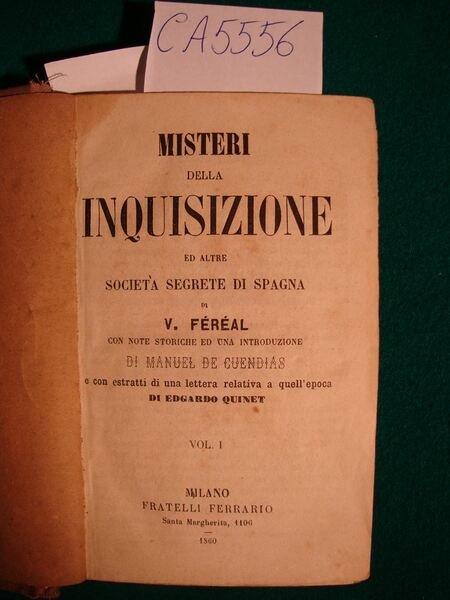 CA5556
MISTERI
DELLA
INQUISIZIONE
ED ALTRE
SOCIETÀ SEGRETE DI SPAGNA
DI
V. FÉRÉAL
CON NOTE STORICHE ED UNA INTRODUZIONE
DI MANUEL DE CUENDIÁS
e con estratti di una lettera relativa a quell'epoca
DI EDGARDO QUINET
VOL. I
MILANO
FRATELLI FERRARIO
Santa Margherita, 1106
1860